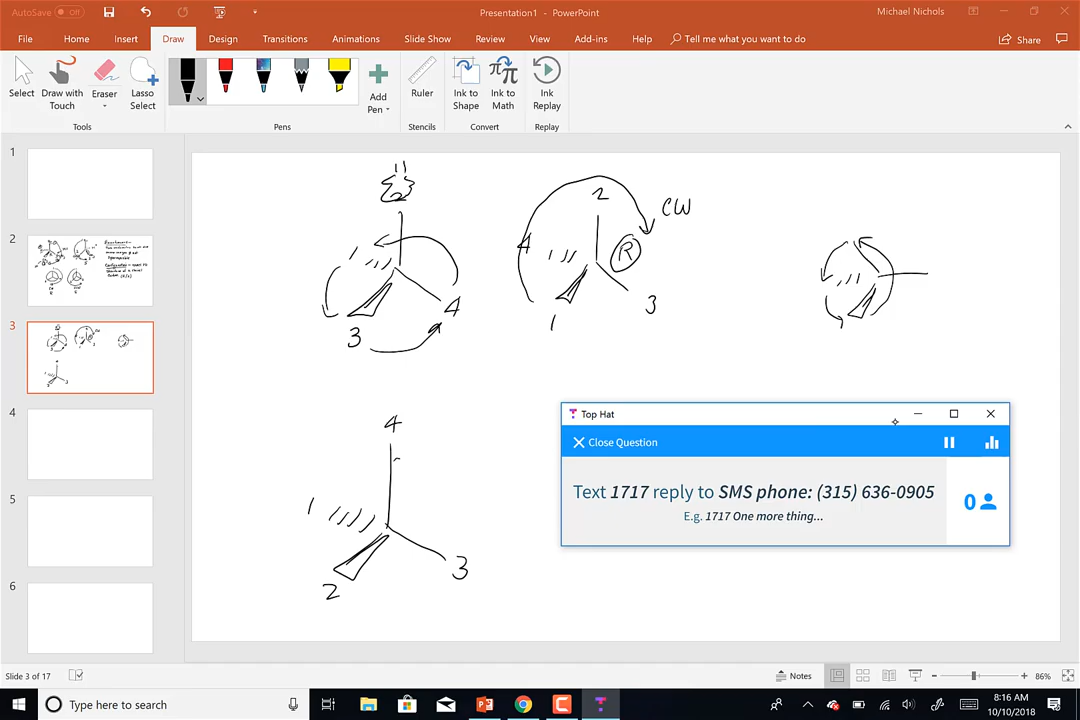 AutoSave Off
Presentation1 - PowerPoint
Michael Nichols
File Home Insert Draw Design Transitions Animations Slide Show Review View Add-ins Help Tell me what you want to do
Share
Select
Draw with Touch
Eraser
Lasso Select
Add Pen
Ruler
Ink to Shape
Ink to Math
Ink Replay
Tools
Pens
Stencils
Convert
Replay
1
2
3
4
5
6
2
CW
1
4
R
3
4
1
3
4
1
2
3
Top Hat
Close Question
Text 1717 reply to SMS phone: (315) 636-0905
E.g. 1717 One more thing...
0
Slide 3 of 17
Notes
86%
Type here to search
8:16 AM
10/10/2018